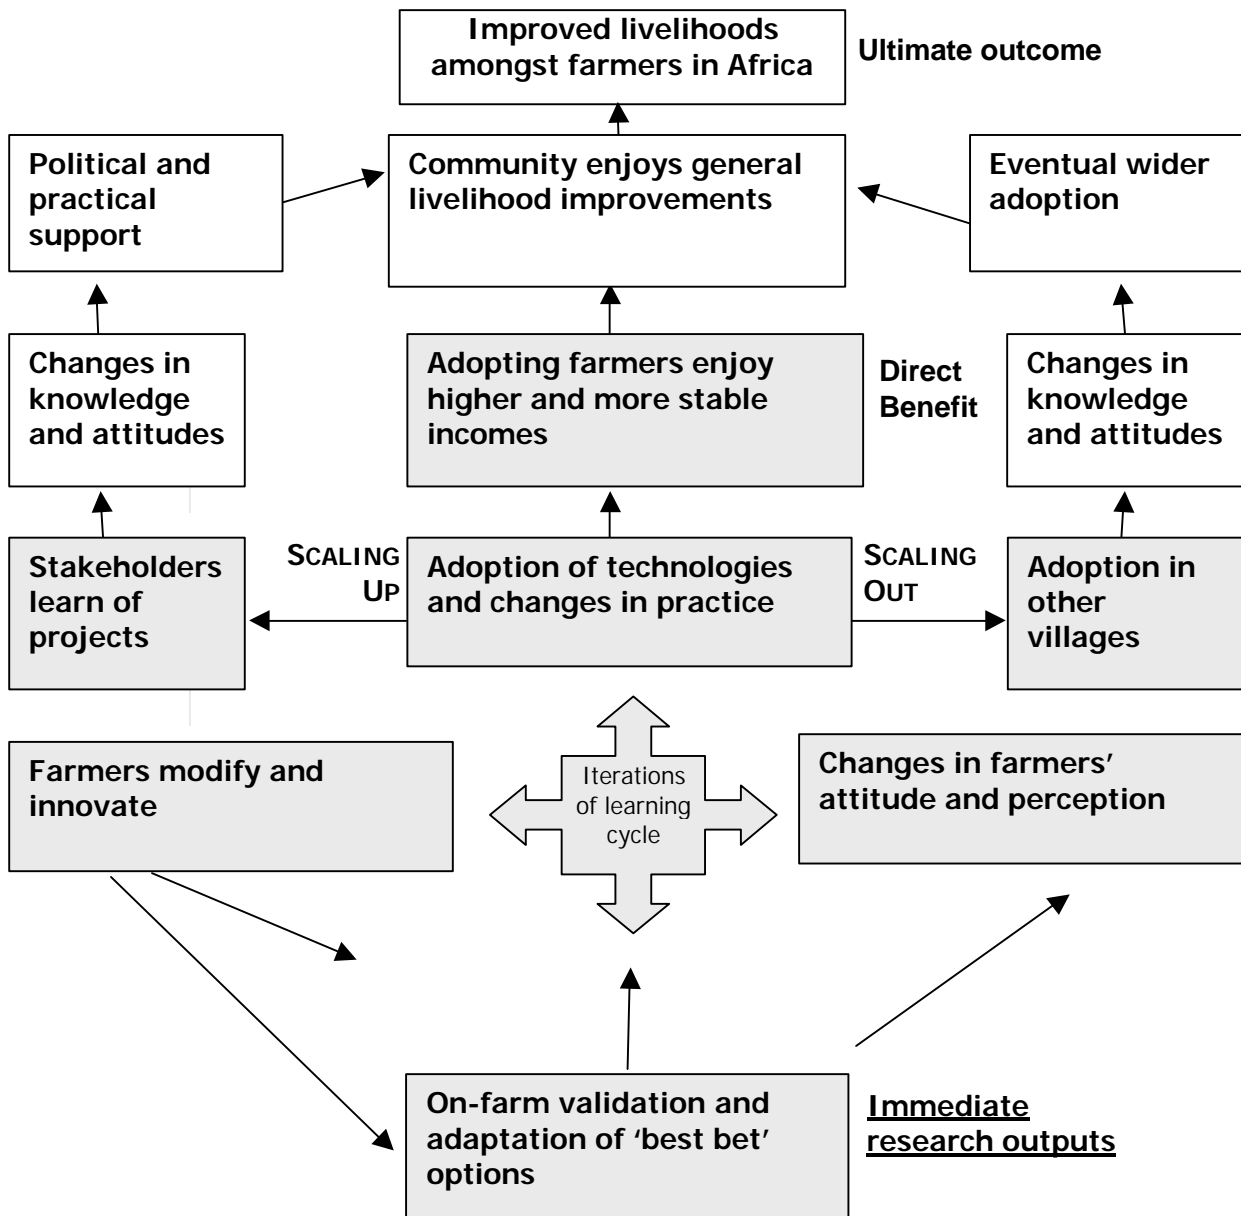 Improved livelihoods
amongst farmers in Africa
Ultimate outcome
Political and
practical
support
Community enjoys general
livelihood improvements
Eventual wider
adoption
Changes in
knowledge
and attitudes
Adopting farmers enjoy
higher and more stable
incomes
Direct
Benefit
Changes in
knowledge
and attitudes
Stakeholders
learn of
projects
SCALING
UP
Adoption of technologies
and changes in practice
SCALING
OUT
Adoption in
other
villages
Farmers modify and
innovate
Iterations
of learning
cycle
Changes in farmers’
attitude and perception
On-farm validation and
adaptation of ‘best bet’
options
Immediate
research outputs